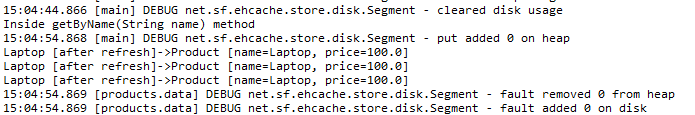 15:04:44.866 [main] DEBUG net.sf.ehcache.store.disk.Segment - cleared disk usage
Inside getByName(String name) method
15:04:54.868 [main] DEBUG net.sf.ehcache.store.disk.Segment - put added 0 on heap
Laptop [after refresh]->Product [name=Laptop, price=100.0]
Laptop [after refresh]->Product [name=Laptop, price=100.0]
Laptop [after refresh]->Product [name=Laptop, price=100.0]
15:04:54.869 [products.data] DEBUG net.sf.ehcache.store.disk.Segment - fault removed 0 from heap
15:04:54.869 [products.data] DEBUG net.sf.ehcache.store.disk.Segment - fault added 0 on disk